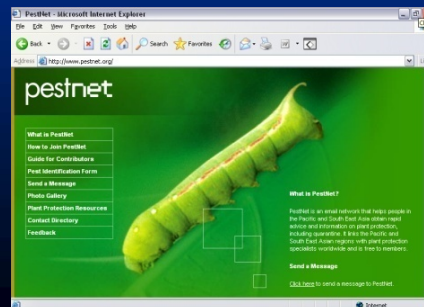 PestNet - Microsoft Internet Explorer
File Edit View Favorites Tools Help
Back Search Favorites
Address http://www.pestnet.org/
pestnet
What is PestNet
How to Join PestNet
Guide for Contributors
Pest Identification Form
Send a Message
Photo Gallery
Plant Protection Resources
Contact Directory
Feedback
What is PestNet?
PestNet is an email network that helps people in
the Pacific and South East Asia obtain rapid
advice and information on plant protection,
including quarantine. It links the Pacific and
South East Asian regions with plant protection
specialists worldwide and is free to members.
Send a Message
Click here to send a message to PestNet.
Internet